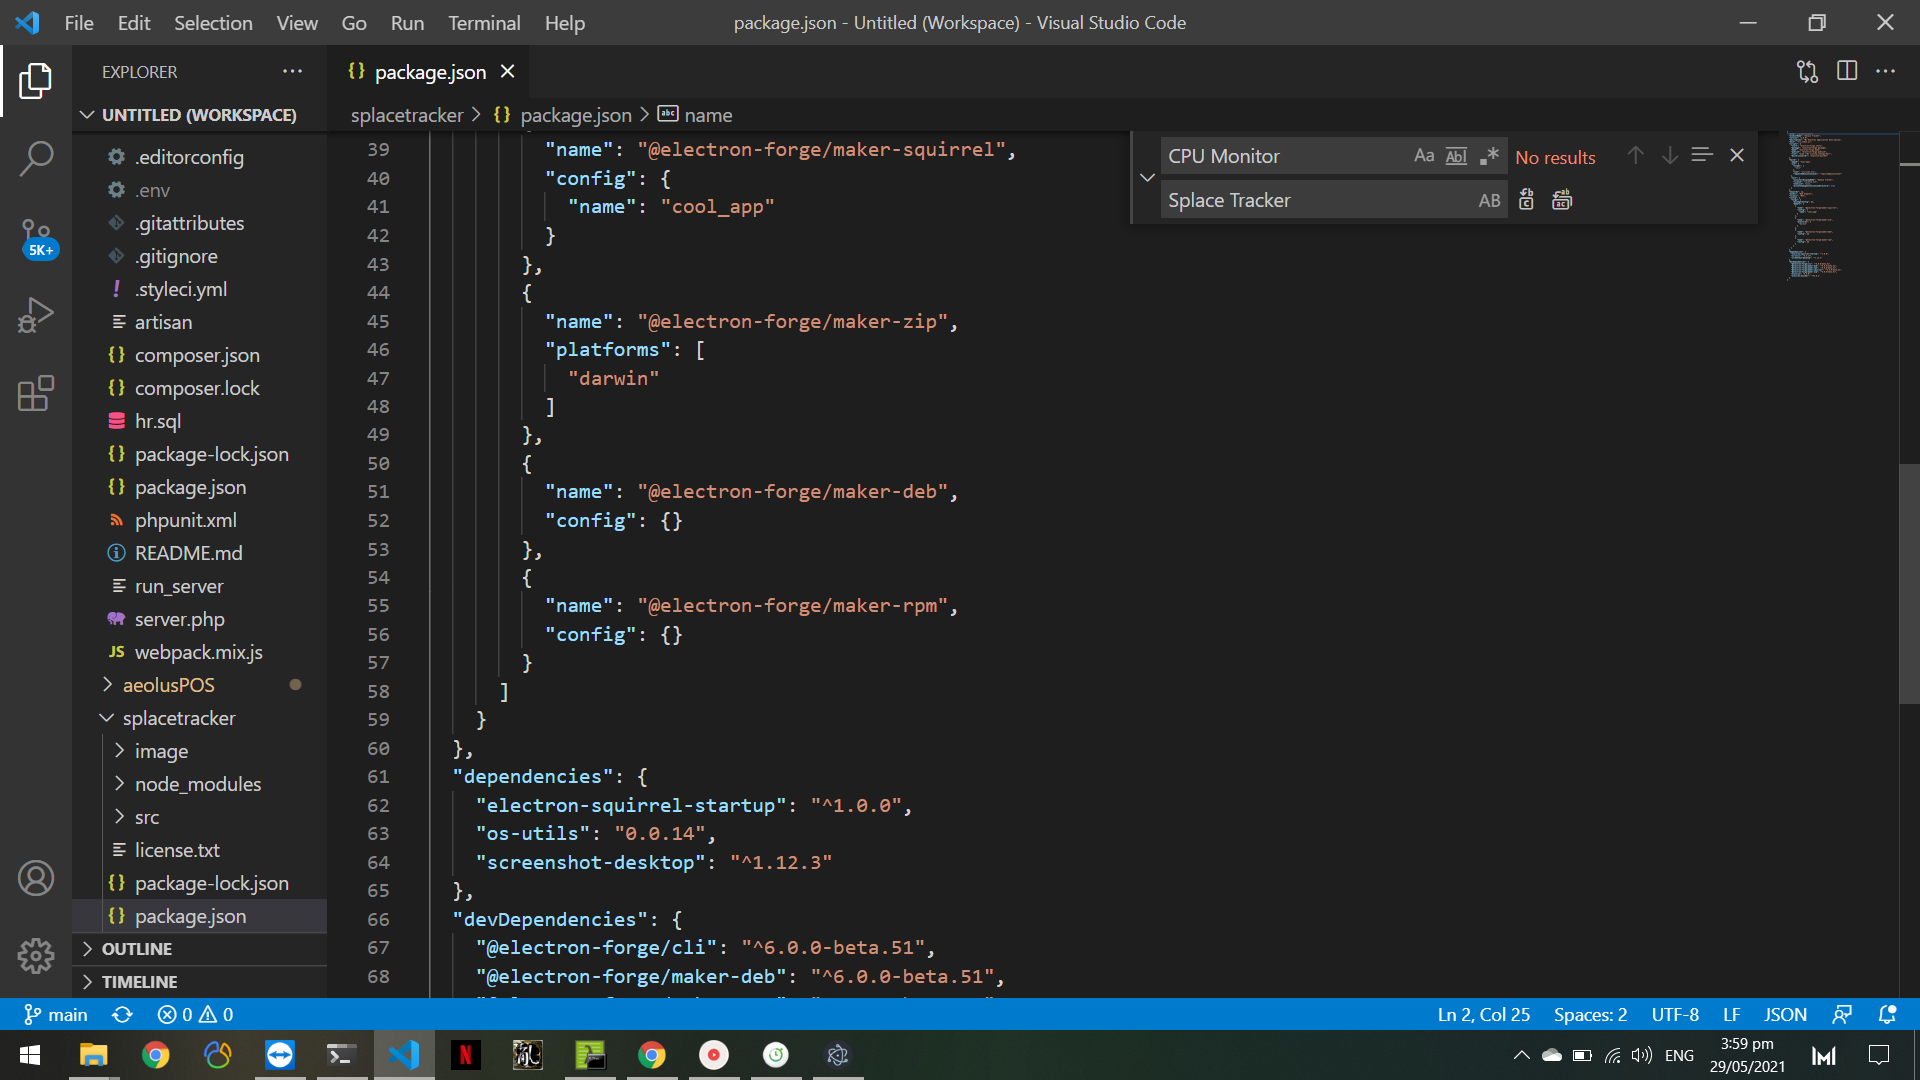 File Edit Selection View Go Run Terminal Help
package.json - Untitled (Workspace) - Visual Studio Code
EXPLORER
UNTITLED (WORKSPACE)
.editorconfig
.env
.gitattributes
.gitignore
.styleci.yml
artisan
composer.json
composer.lock
hr.sql
package-lock.json
package.json
phpunit.xml
README.md
run_server
server.php
webpack.mix.js
aeolusPOS
splacetracker
image
node_modules
src
license.txt
package-lock.json
package.json
OUTLINE
TIMELINE
5K+
package.json
splacetracker > package.json > name
CPU Monitor
Aa Abl .*
No results
Splace Tracker
AB
39 "name": "@electron-forge/maker-squirrel",
40 "config": {
41 "name": "cool_app"
42 }
43 },
44 {
45 "name": "@electron-forge/maker-zip",
46 "platforms": [
47 "darwin"
48 ]
49 },
50 {
51 "name": "@electron-forge/maker-deb",
52 "config": {}
53 },
54 {
55 "name": "@electron-forge/maker-rpm",
56 "config": {}
57 }
58 ]
59 }
60 },
61 "dependencies": {
62 "electron-squirrel-startup": "^1.0.0",
63 "os-utils": "0.0.14",
64 "screenshot-desktop": "^1.12.3"
65 },
66 "devDependencies": {
67 "@electron-forge/cli": "^6.0.0-beta.51",
68 "@electron-forge/maker-deb": "^6.0.0-beta.51",
main 0 0
Ln 2, Col 25 Spaces: 2 UTF-8 LF JSON
ENG
3:59 pm
29/05/2021